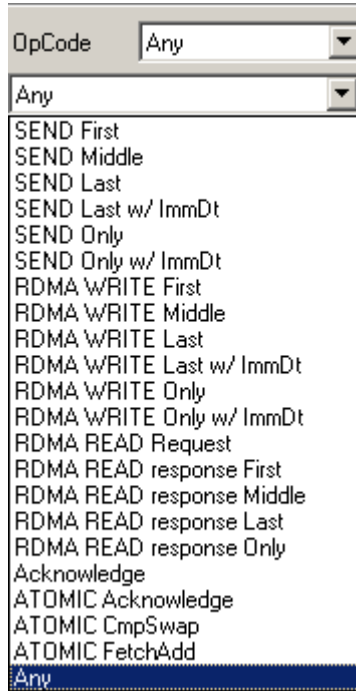 OpCode Any
Any
SEND First
SEND Middle
SEND Last
SEND Last w/ ImmDt
SEND Only
SEND Only w/ ImmDt
RDMA WRITE First
RDMA WRITE Middle
RDMA WRITE Last
RDMA WRITE Last w/ ImmDt
RDMA WRITE Only
RDMA WRITE Only w/ ImmDt
RDMA READ Request
RDMA READ response First
RDMA READ response Middle
RDMA READ response Last
RDMA READ response Only
Acknowledge
ATOMIC Acknowledge
ATOMIC CmpSwap
ATOMIC FetchAdd
Any